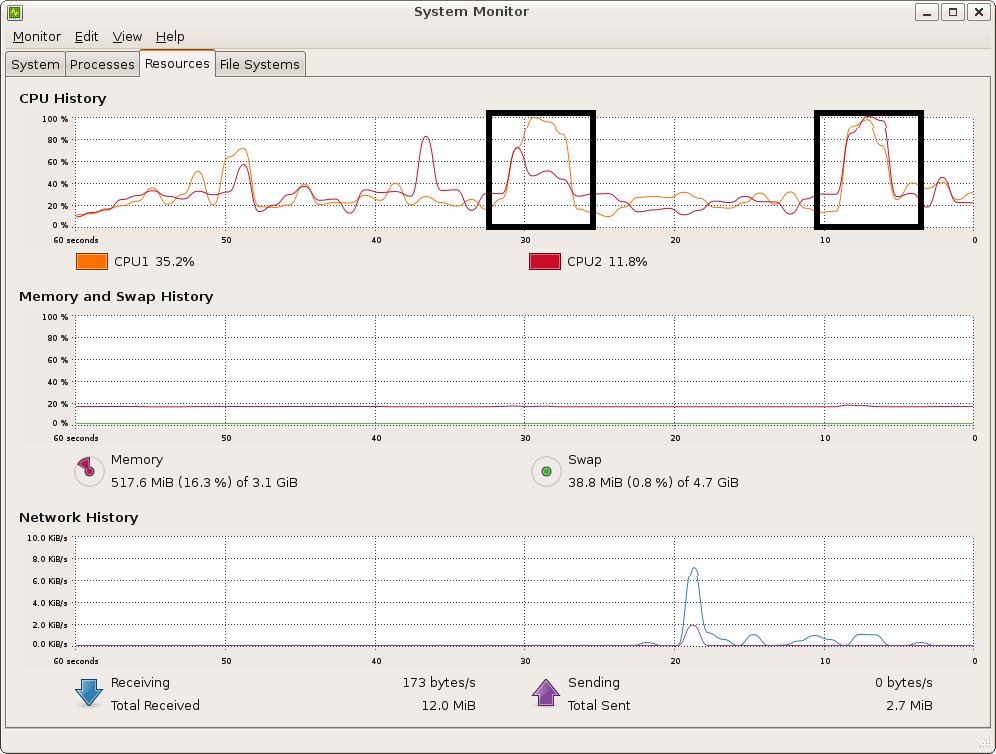 System Monitor
Monitor Edit View Help
System Processes Resources File Systems
CPU History
100 %
80 %
60 %
40 %
20 %
0 %
60 seconds 50 40 30 20 10 0
CPU1 35.2% CPU2 11.8%
Memory and Swap History
100 %
80 %
60 %
40 %
20 %
0 %
60 seconds 50 40 30 20 10 0
Memory Swap
517.6 MiB (16.3 %) of 3.1 GiB 38.8 MiB (0.8 %) of 4.7 GiB
Network History
10.0 KiB/s
8.0 KiB/s
6.0 KiB/s
4.0 KiB/s
2.0 KiB/s
0.0 KiB/s
60 seconds 50 40 30 20 10 0
Receiving 173 bytes/s Sending 0 bytes/s
Total Received 12.0 MiB Total Sent 2.7 MiB